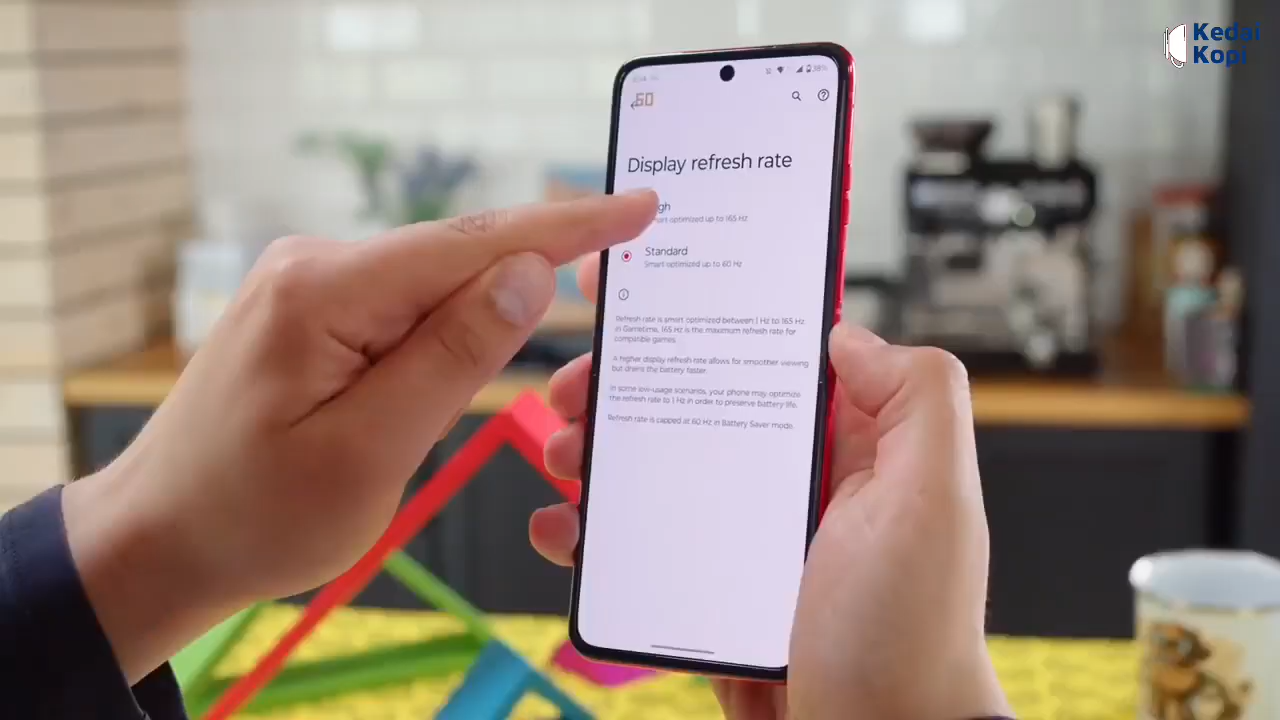 Kedai
Kopi
38%
60
Display refresh rate
gh
Smart optimized up to 165 Hz
Standard
Smart optimized up to 60 Hz
Refresh rate is smart optimized between 1 Hz to 165 Hz
in Gametime, 165 Hz is the maximum refresh rate for
compatible games.
A higher display refresh rate allows for smoother viewing
but drains the battery faster.
In some low-usage scenarios, your phone may optimize
the refresh rate to 1 Hz in order to preserve battery life.
Refresh rate is capped at 60 Hz in Battery Saver mode.